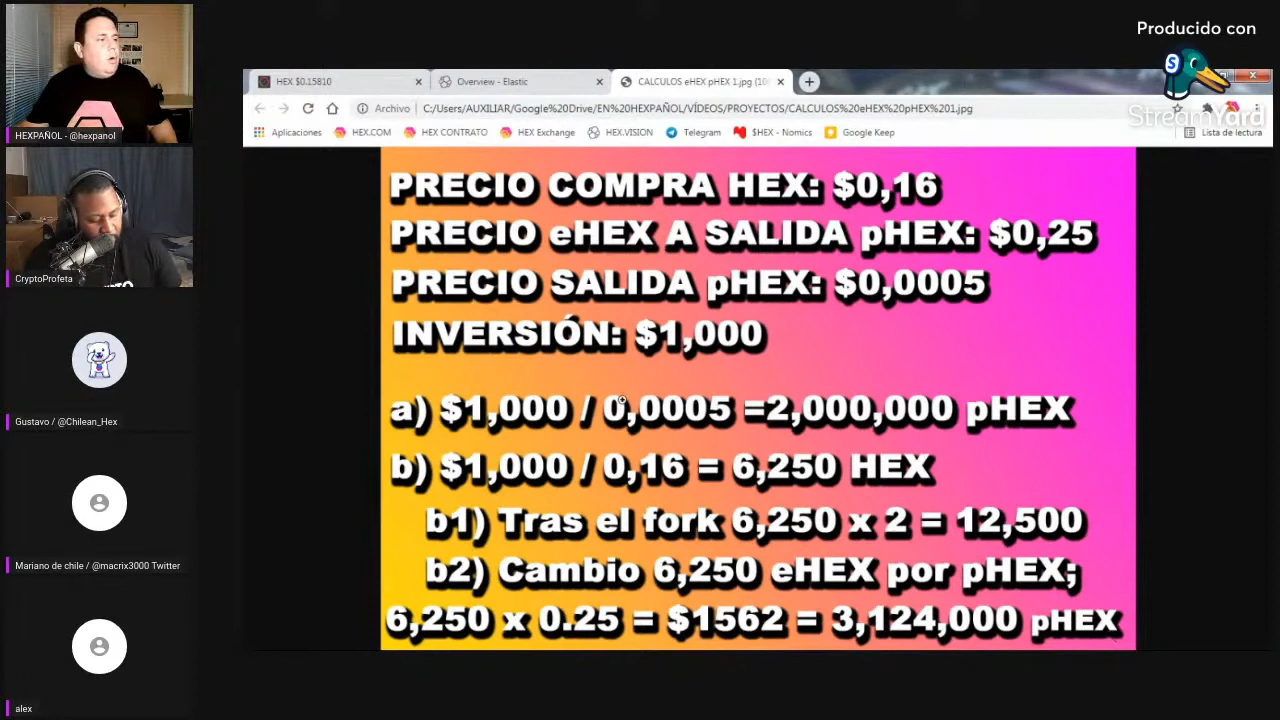 Producido con
S
StreamYard
HEX $0.15810
Overview - Elastic
CALCULOS eHEX pHEX 1.jpg (10
Archivo
C:/Users/AUXILIAR/Google%20Drive/EN%20HEXPAÑOL/VÍDEOS/PROYECTOS/CALCULOS%20eHEX%20pHEX%201.jpg
Aplicaciones
HEX.COM
HEX CONTRATO
HEX Exchange
HEX.VISION
Telegram
$HEX - Nomics
Google Keep
Lista de lectura
PRECIO COMPRA HEX: $0,16
PRECIO eHEX A SALIDA pHEX: $0,25
PRECIO SALIDA pHEX: $0,0005
INVERSIÓN: $1,000
a) $1,000 / 0,0005 =2,000,000 pHEX
b) $1,000 / 0,16 = 6,250 HEX
b1) Tras el fork 6,250 x 2 = 12,500
b2) Cambio 6,250 eHEX por pHEX;
6,250 x 0.25 = $1562 = 3,124,000 pHEX
HEXPAÑOL - @hexpanol
CryptoProfeta
Gustavo / @Chilean_Hex
Mariano de chile / @macrix3000 Twitter
alex